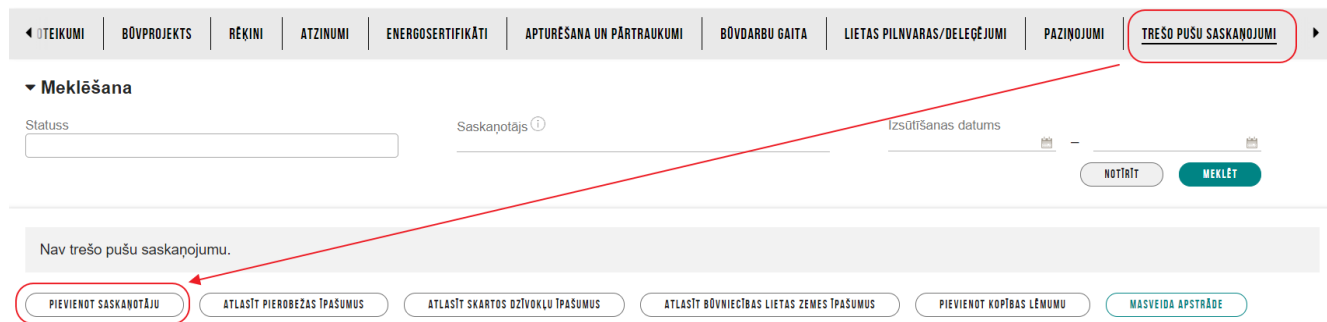 OTEIKUMI BŪVPROJEKTS RĒĶINI ATZINUMI ENERGOSERTIFIKĀTI APTURĒŠANA UN PĀRTRAUKUMI BŪVDARBU GAITA LIETAS PILNVARAS/DELEĢĒJUMI PAZIŅOJUMI TREŠO PUŠU SASKAŅOJUMI
Meklēšana
Statuss Saskaņotājs Izsūtīšanas datums
–
NOTĪRĪT MEKLĒT
Nav trešo pušu saskaņojumu.
PIEVIENOT SASKAŅOTĀJU ATLASĪT PIEROBEŽAS ĪPAŠUMUS ATLASĪT SKARTOS DZĪVOKĻU ĪPAŠUMUS ATLASĪT BŪVNIECĪBAS LIETAS ZEMES ĪPAŠUMUS PIEVIENOT KOPĪBAS LĒMUMU MASVEIDA APSTRĀDE